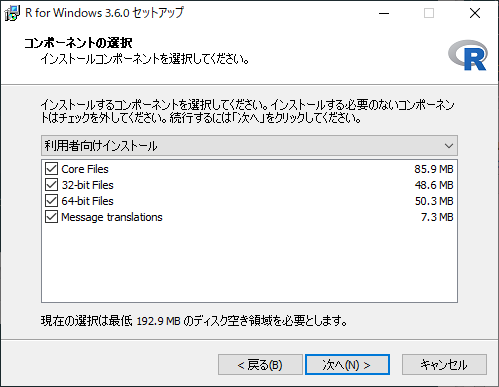 R for Windows 3.6.0 セットアップ
コンポーネントの選択
インストールコンポーネントを選択してください。
R
インストールするコンポーネントを選択してください。インストールする必要のないコンポーネン
トはチェックを外してください。続行するには「次へ」をクリックしてください。
利用者向けインストール
Core Files 85.9 MB
32-bit Files 48.6 MB
64-bit Files 50.3 MB
Message translations 7.3 MB
現在の選択は最低 192.9 MB のディスク空き領域を必要とします。
< 戻る(B) 次へ(N) > キャンセル